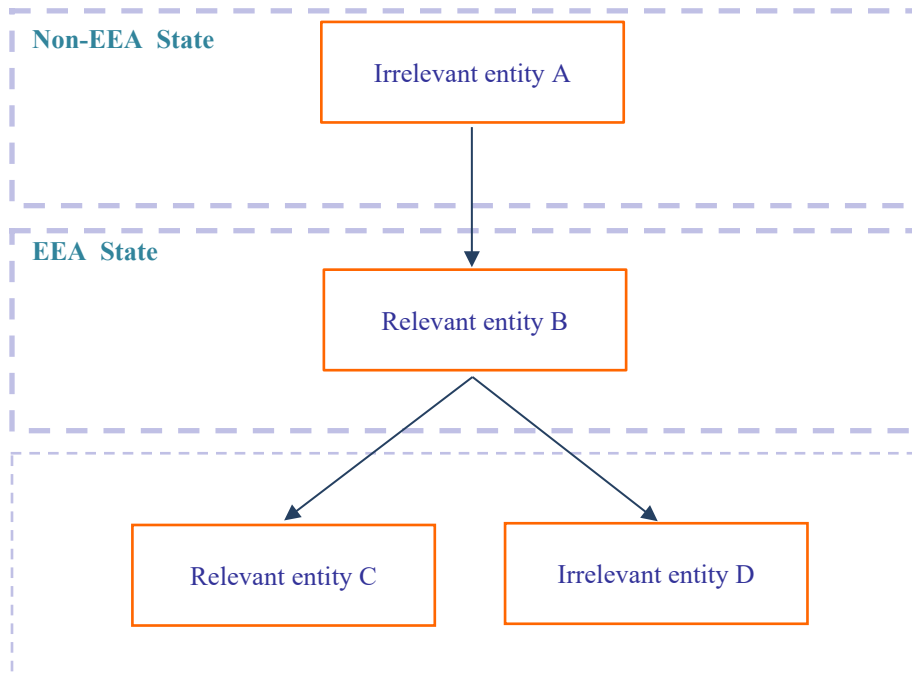 Non-EEA State
Irrelevant entity A
EEA State
Relevant entity B
Relevant entity C
Irrelevant entity D